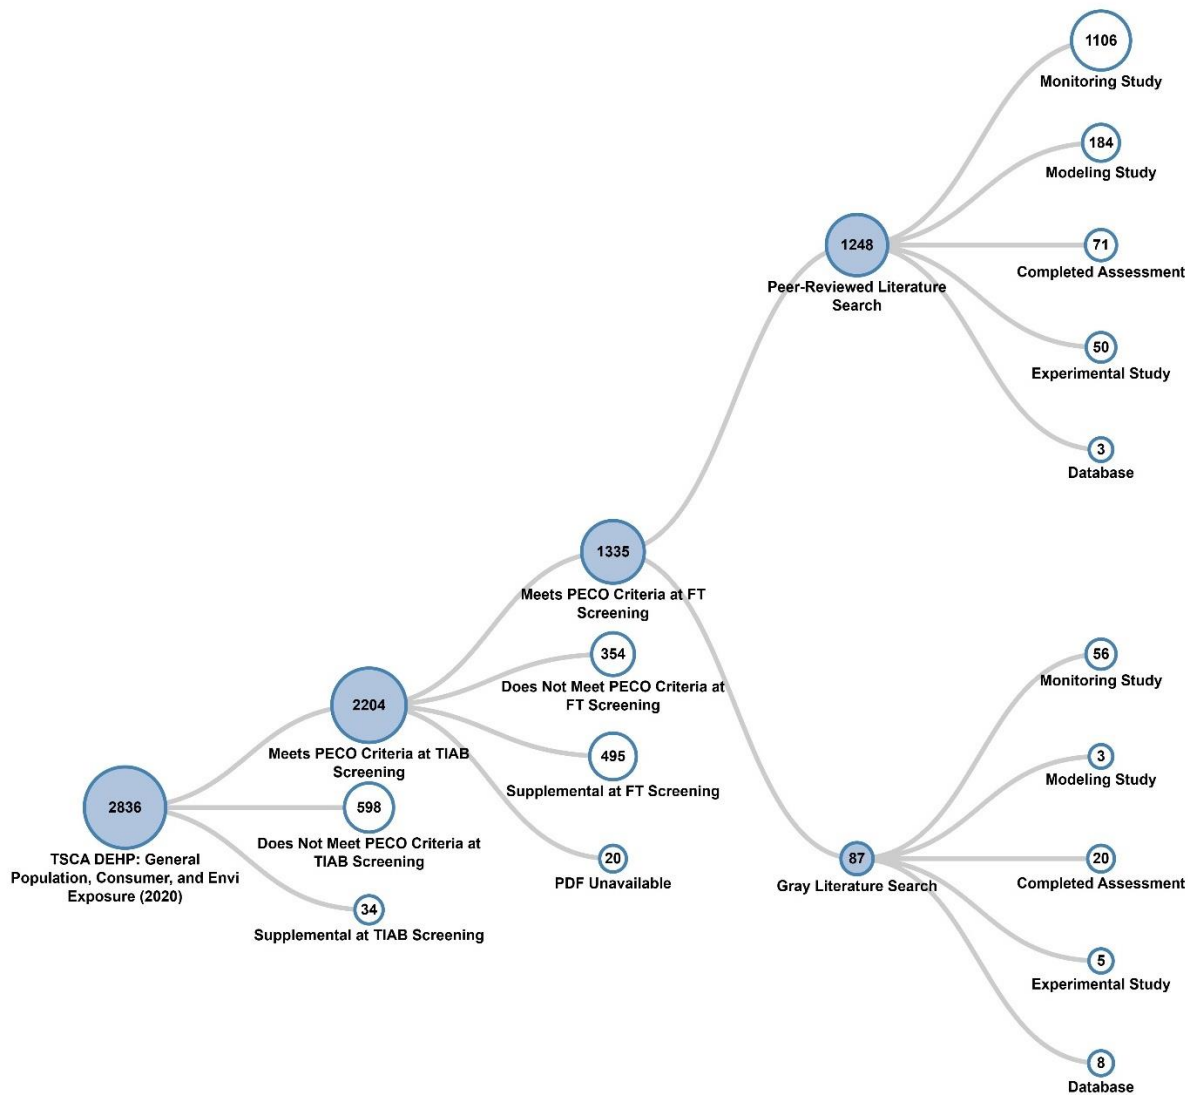 2836
TSCA DEHP: General
Population, Consumer, and Envi
Exposure (2020)
2204
Meets PECO Criteria at TIAB
Screening
598
Does Not Meet PECO Criteria at
TIAB Screening
34
Supplemental at TIAB Screening
1335
Meets PECO Criteria at FT
Screening
354
Does Not Meet PECO Criteria at
FT Screening
495
Supplemental at FT Screening
20
PDF Unavailable
1248
Peer-Reviewed Literature
Search
1106
Monitoring Study
184
Modeling Study
71
Completed Assessment
50
Experimental Study
3
Database
87
Gray Literature Search
56
Monitoring Study
3
Modeling Study
20
Completed Assessment
5
Experimental Study
8
Database